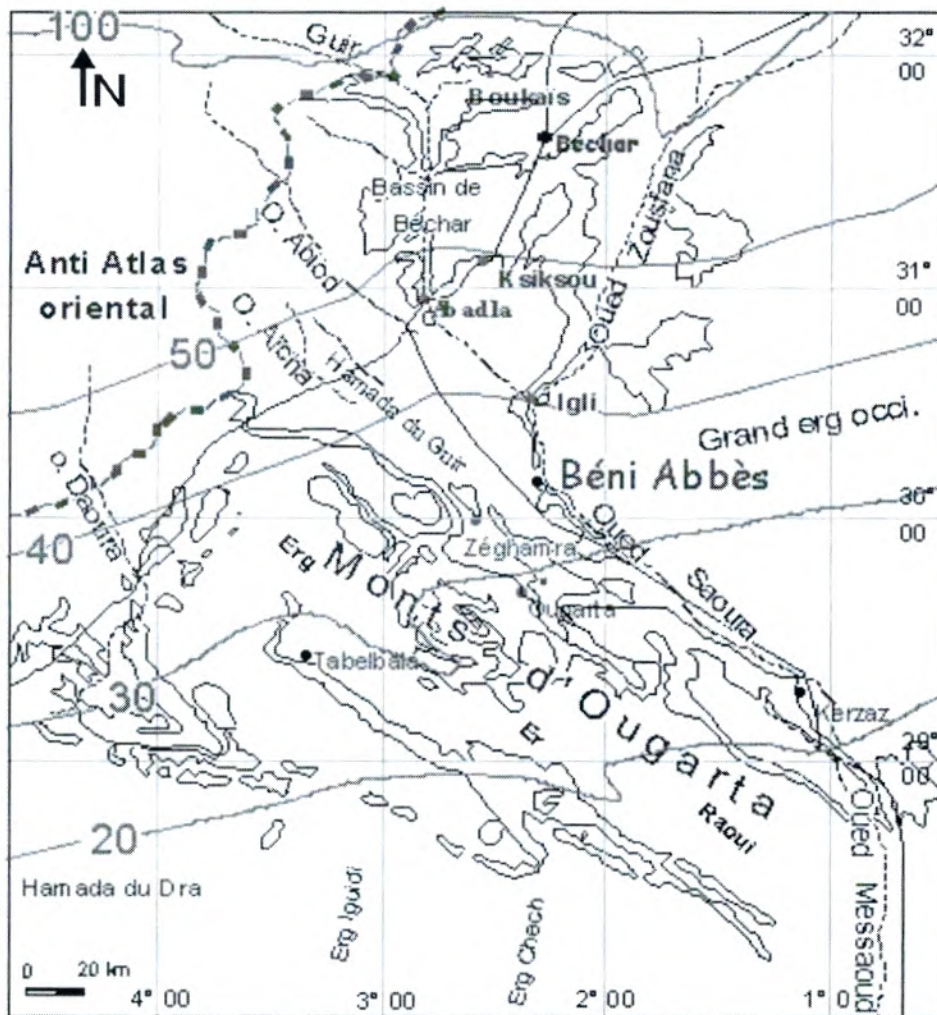 100
N
Guir
32°
00
Boukais
Bechar
Bassin de
Béchar
Zousfana
Oued
O. Abiod
Anti Atlas
oriental
Ksiksou
31°
00
badla
O. Aïcha
50
Hamada du Guir
Igli
Grand erg occi.
Béni Abbès
o. Daoura
30°
00
40
Oued
Saoura
Zéghamra
Erg
Monts d'Ougarta
Ougarta
Tabelbala
30
Kerzaz
Er
Raoui
29°
00
20
Oued Messaoud
Hamada du Dra
Erg Iguidi
Erg Chech
0 20 km
4° 00
3° 00
2° 00
1° 0